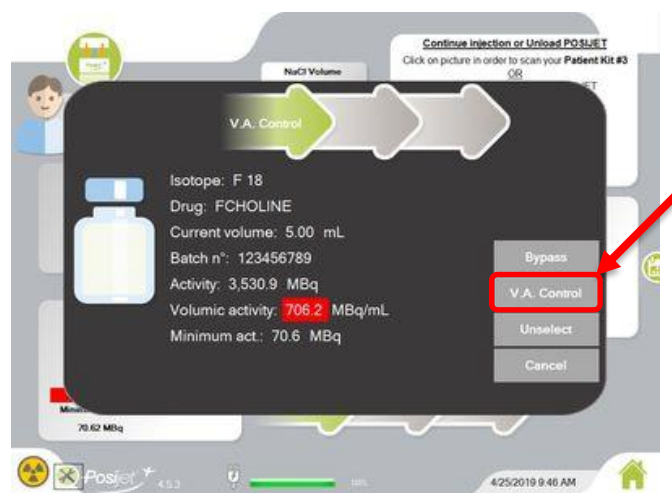 Continue injection or Unload POSIJET
Click on picture in order to scan your Patient Kit #3
OR
ET
NaCl Volume
V.A. Control
Isotope: F 18
Drug: FCHOLINE
Current volume: 5.00 mL
Batch n°: 123456789
Activity: 3,530.9 MBq
Volumic activity: 706.2 MBq/mL
Minimum act.: 70.6 MBq
Bypass
V.A. Control
Unselect
Cancel
70.62 MBq
Posijet 4.5.3
4/25/2019 9:46 AM